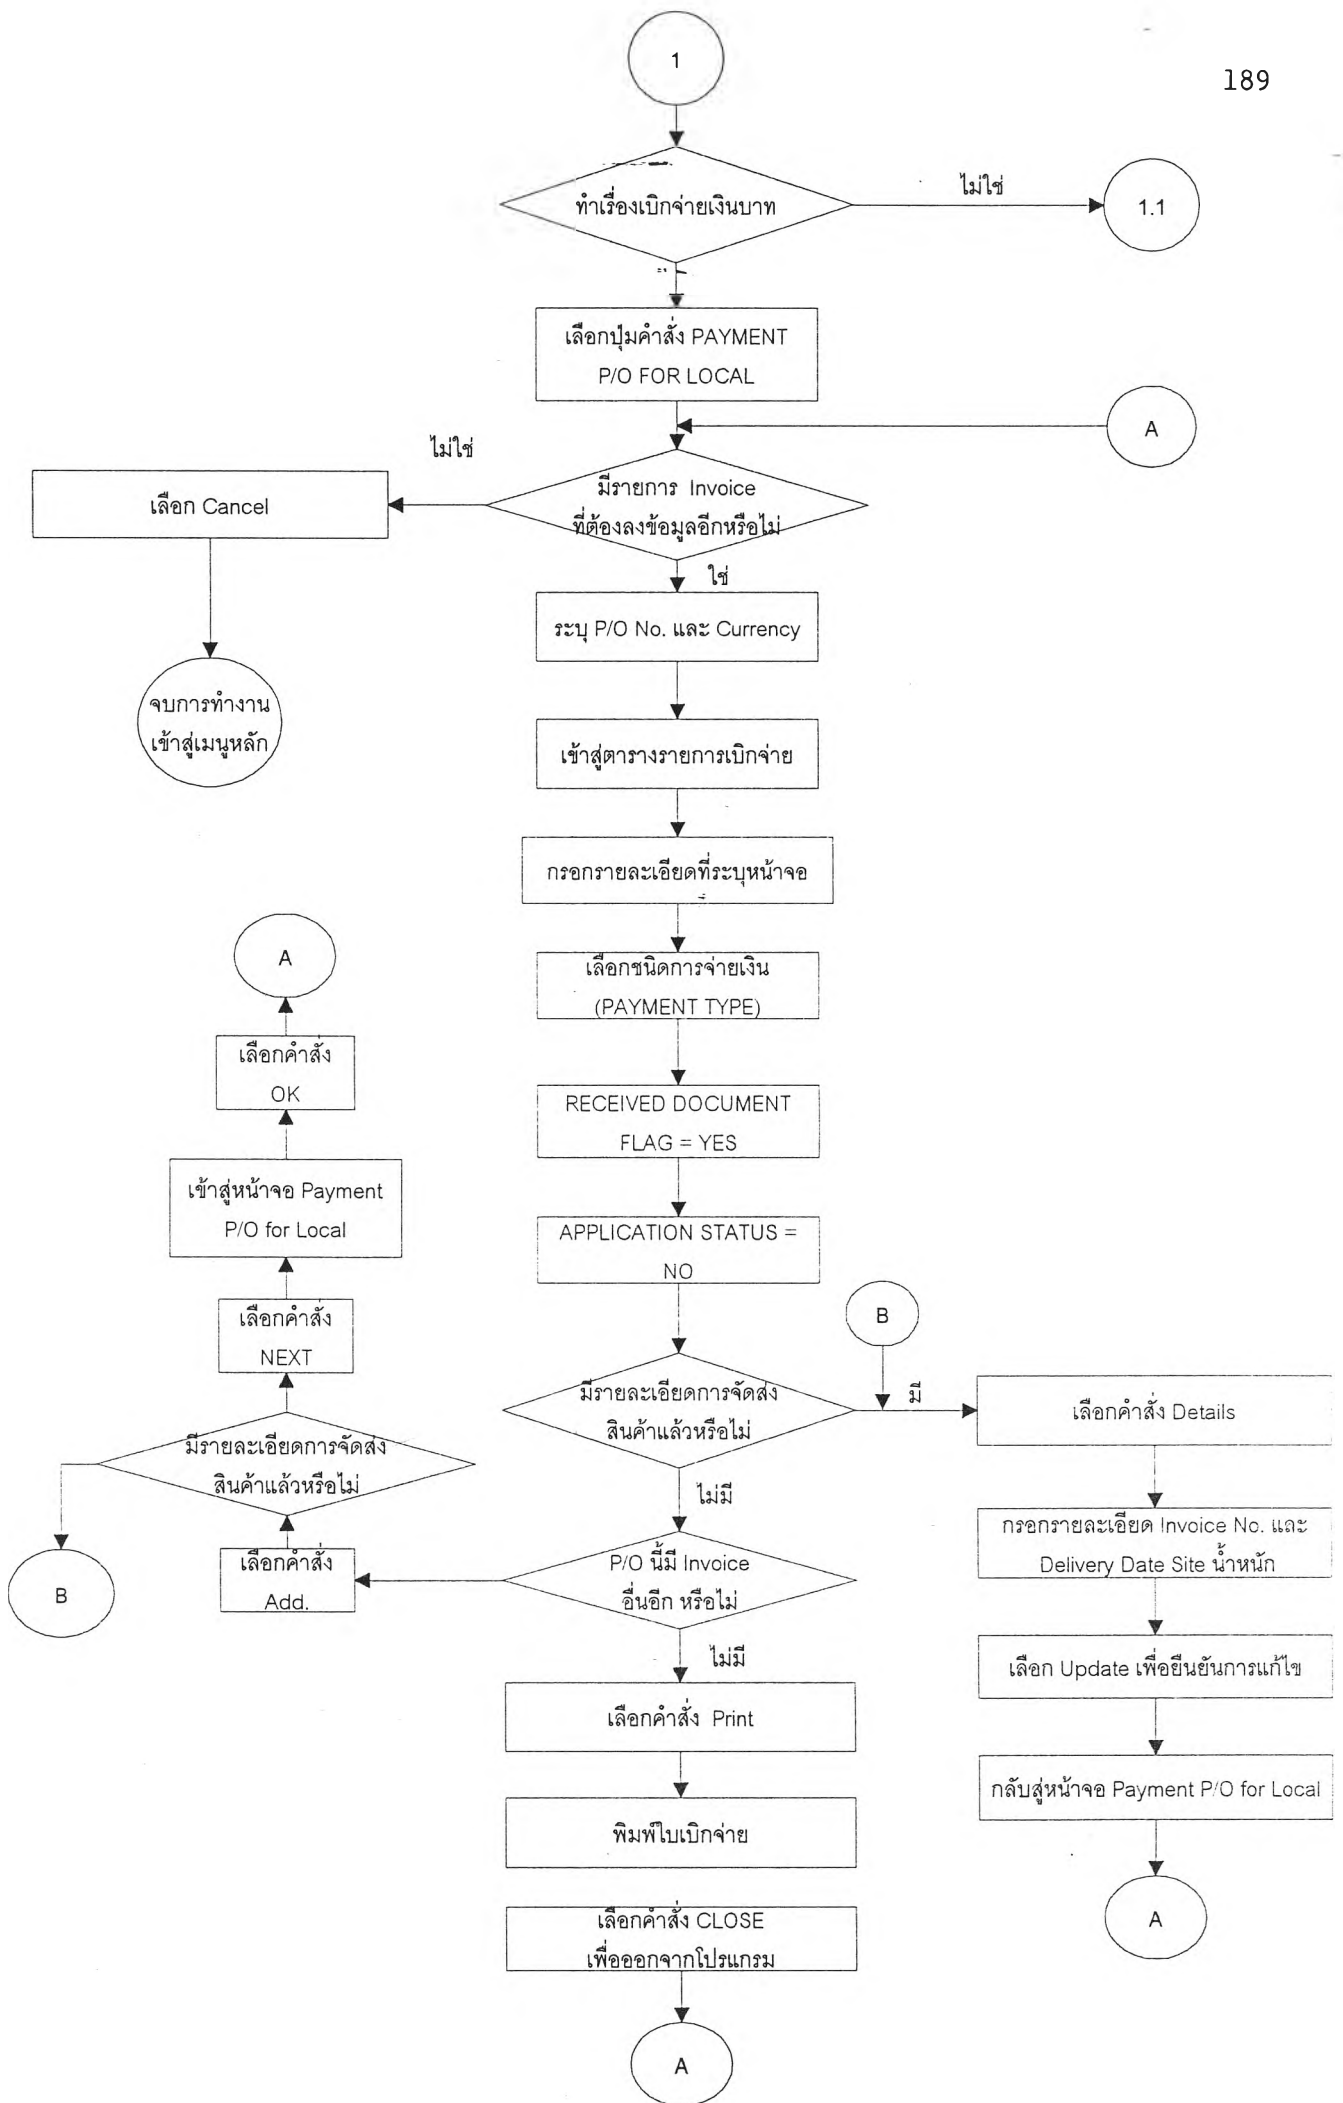 189
1
ทำเรื่องเบิกจ่ายเงินบาท
ไม่ใช่
1.1
เลือกปุ่มคำสั่ง PAYMENT
P/O FOR LOCAL
A
ไม่ใช่
มีรายการ Invoice
ที่ต้องลงข้อมูลอีกหรือไม่
เลือก Cancel
ใช่
ระบุ P/O No. และ Currency
จบการทำงาน
เข้าสู่เมนูหลัก
เข้าสู่ตารางรายการเบิกจ่าย
กรอกรายละเอียดที่ระบุหน้าจอ
เลือกชนิดการจ่ายเงิน
(PAYMENT TYPE)
RECEIVED DOCUMENT
FLAG = YES
APPLICATION STATUS =
NO
A
เลือกคำสั่ง
OK
เข้าสู่หน้าจอ Payment
P/O for Local
เลือกคำสั่ง
NEXT
มีรายละเอียดการจัดส่ง
สินค้าแล้วหรือไม่
B
เลือกคำสั่ง
Add.
B
มีรายละเอียดการจัดส่ง
สินค้าแล้วหรือไม่
มี
เลือกคำสั่ง Details
ไม่มี
P/O นี้มี Invoice
อื่นอีก หรือไม่
กรอกรายละเอียด Invoice No. และ
Delivery Date Site น้ำหนัก
ไม่มี
เลือก Update เพื่อยืนยันการแก้ไข
เลือกคำสั่ง Print
กลับสู่หน้าจอ Payment P/O for Local
พิมพ์ใบเบิกจ่าย
A
เลือกคำสั่ง CLOSE
เพื่อออกจากโปรแกรม
A